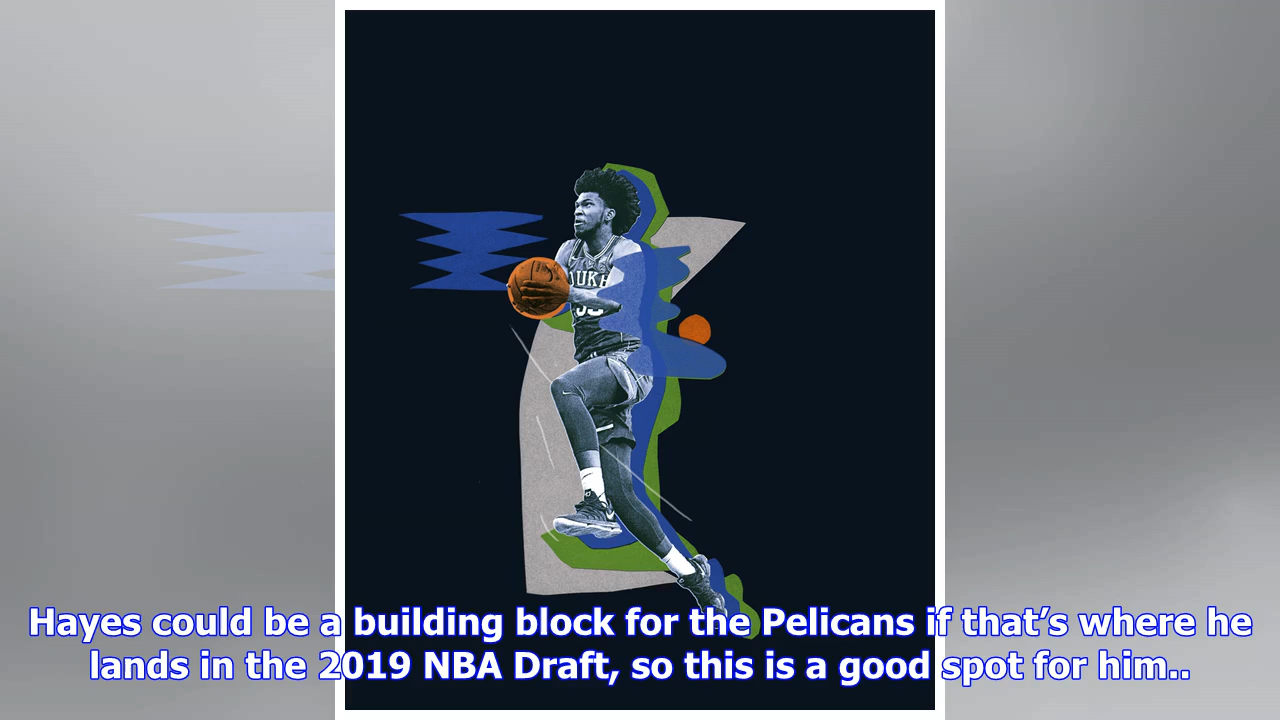 UKE
Hayes could be a building block for the Pelicans if that’s where he
lands in the 2019 NBA Draft, so this is a good spot for him..